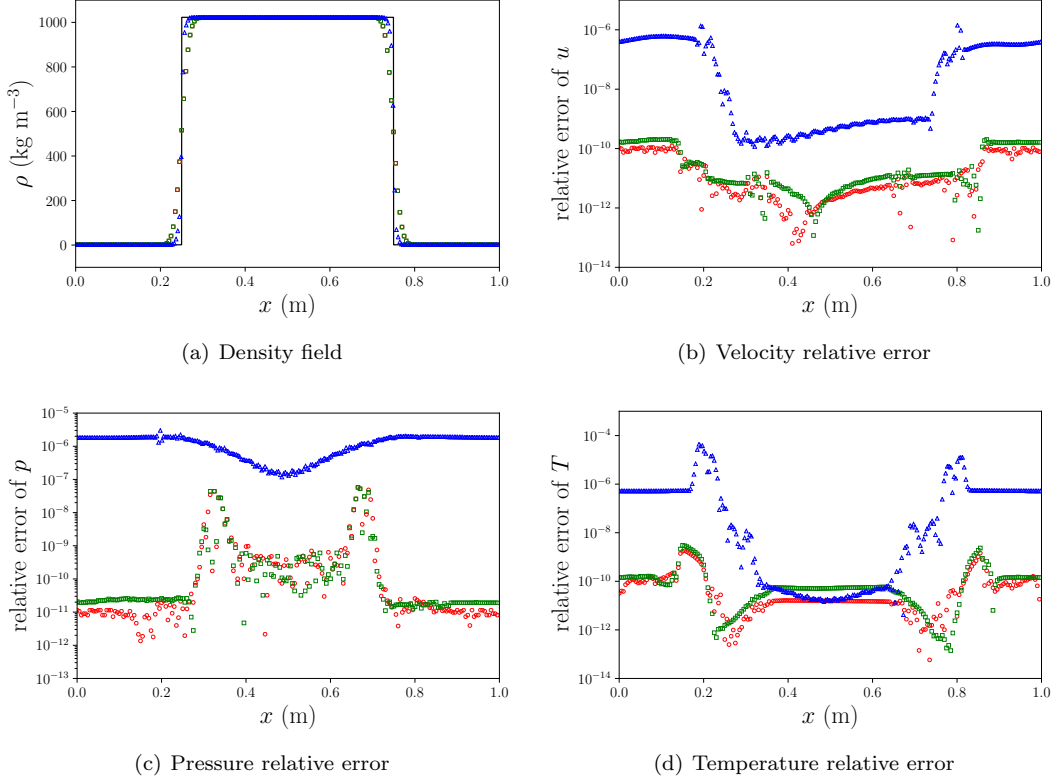 1000
800
600
400
200
0
ρ (kg m⁻³)
0.0 0.2 0.4 0.6 0.8 1.0
x (m)
(a) Density field
10⁻⁶
10⁻⁸
10⁻¹⁰
10⁻¹²
10⁻¹⁴
relative error of u
0.0 0.2 0.4 0.6 0.8 1.0
x (m)
(b) Velocity relative error
10⁻⁵
10⁻⁶
10⁻⁷
10⁻⁸
10⁻⁹
10⁻¹⁰
10⁻¹¹
10⁻¹²
10⁻¹³
relative error of p
0.0 0.2 0.4 0.6 0.8 1.0
x (m)
(c) Pressure relative error
10⁻⁴
10⁻⁶
10⁻⁸
10⁻¹⁰
10⁻¹²
10⁻¹⁴
relative error of T
0.0 0.2 0.4 0.6 0.8 1.0
x (m)
(d) Temperature relative error